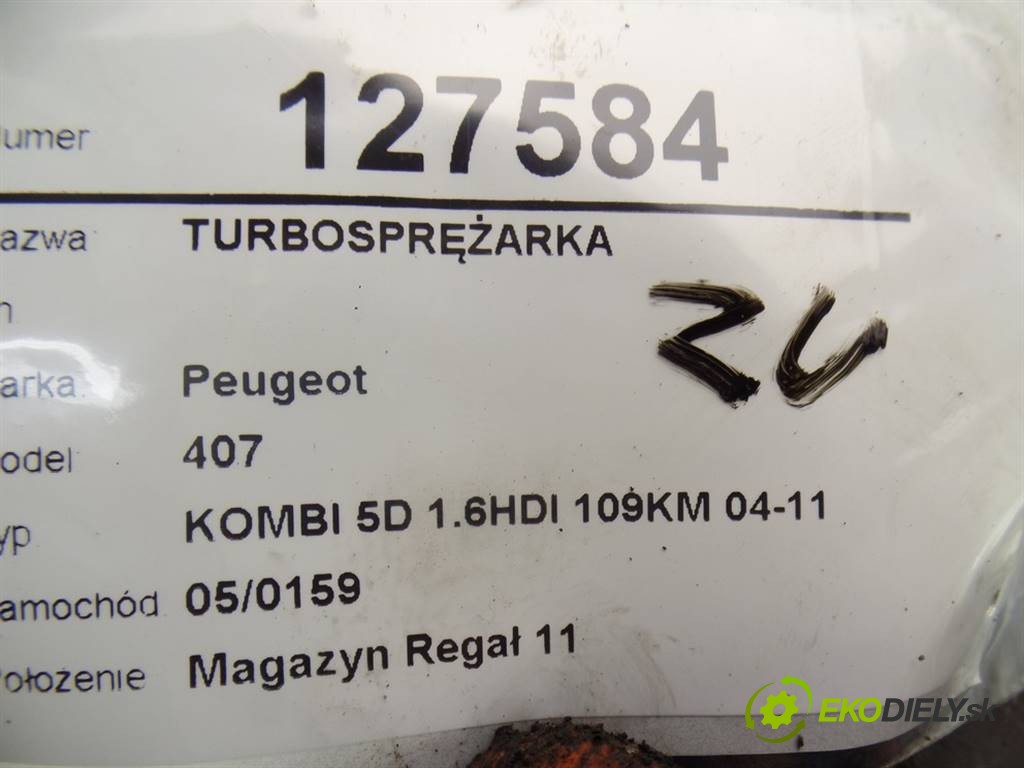 umer 127584
azwa TURBOSPRĘŻARKA
ZU
arka Peugeot
odel 407
yp KOMBI 5D 1.6HDI 109KM 04-11
amochód 05/0159
ołożenie Magazyn Regał 11
EKODIELY.sk